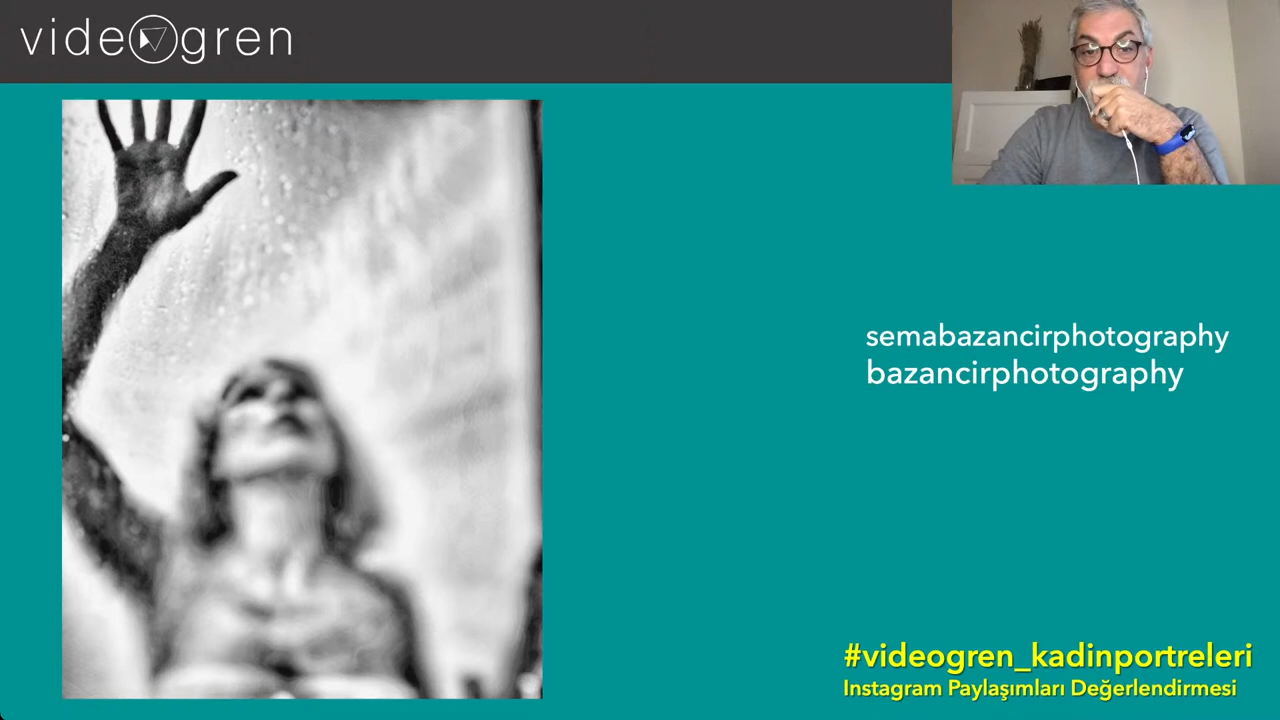 videogren
semabazancirphotography
bazancirphotography
#videogren_kadinportreleri
Instagram Paylaşımları Değerlendirmesi